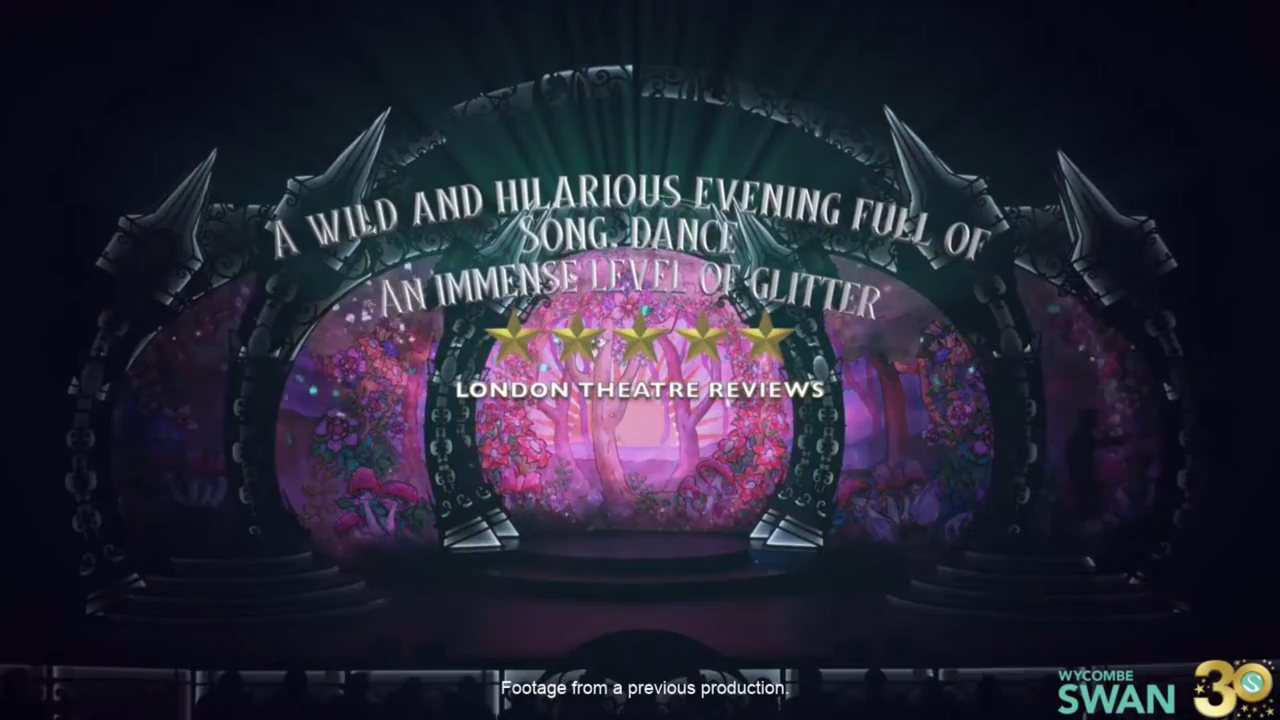 A WILD AND HILARIOUS EVENING FULL OF
SONG, DANCE
AN IMMENSE LEVEL OF GLITTER
LONDON THEATRE REVIEWS
Footage from a previous production.
WYCOMBE
SWAN
30
S